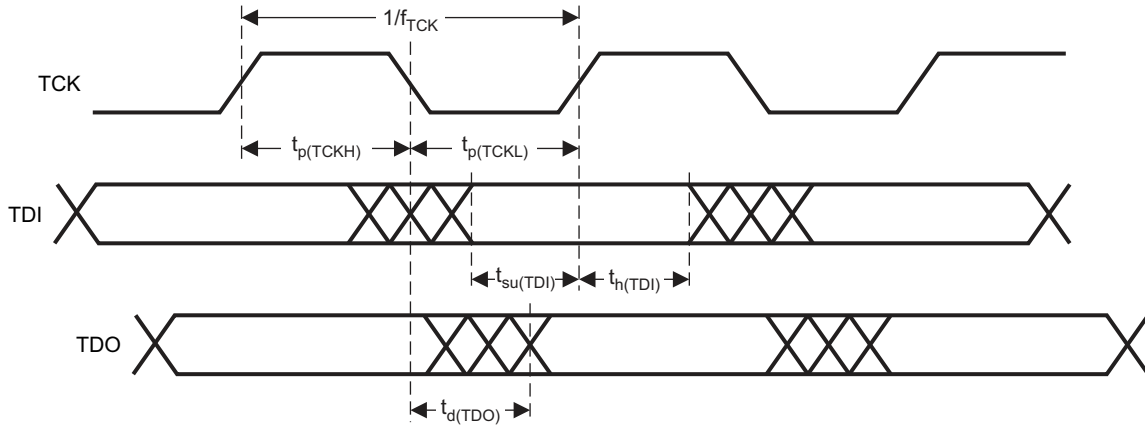 1/fTCK
TCK
tp(TCKH)
tp(TCKL)
TDI
tsu(TDI)
th(TDI)
TDO
td(TDO)